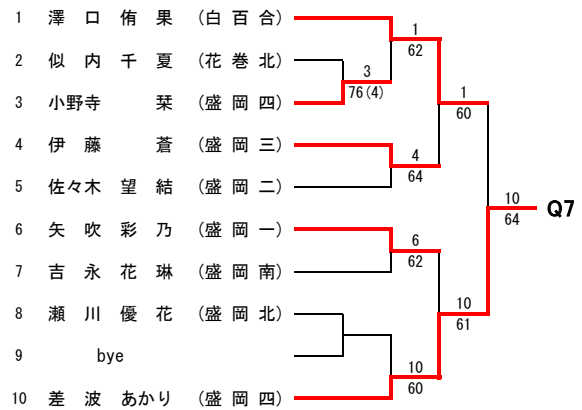 1 澤 口 侑 果 (白 百 合)
1
62
2 似 内 千 夏 (花 巻 北)
3
76(4)
1
60
3 小野寺 栞 (盛 岡 四)
4 伊 藤 蒼 (盛 岡 三)
4
64
5 佐々木 望 結 (盛 岡 二)
10
64
Q7
6 矢 吹 彩 乃 (盛 岡 一)
6
62
7 吉 永 花 琳 (盛 岡 南)
10
61
8 瀬 川 優 花 (盛 岡 北)
9 bye
10
60
10 差 波 あかり (盛 岡 四)